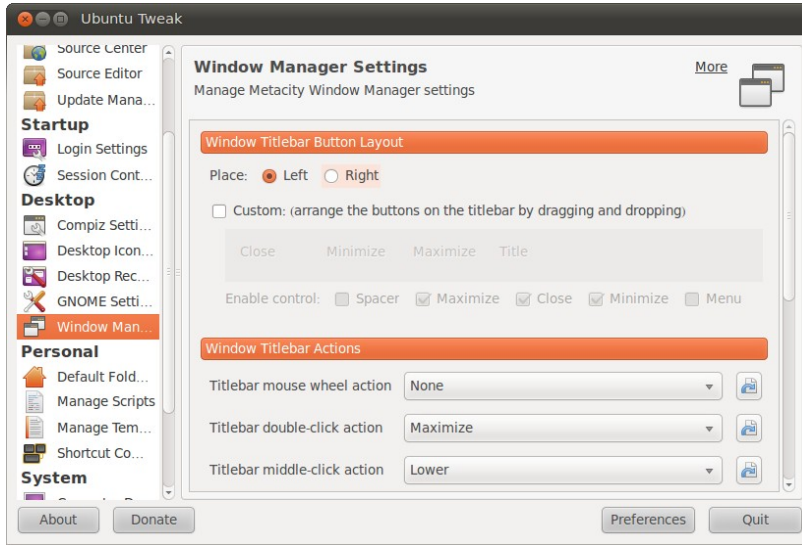 Ubuntu Tweak
Source Center
Source Editor
Update Mana...
Startup
Login Settings
Session Cont...
Desktop
Compiz Setti...
Desktop Icon...
Desktop Rec...
GNOME Setti...
Window Man...
Personal
Default Fold...
Manage Scripts
Manage Tem...
Shortcut Co...
System
About
Donate
Window Manager Settings
More
Manage Metacity Window Manager settings
Window Titlebar Button Layout
Place: Left Right
Custom: (arrange the buttons on the titlebar by dragging and dropping)
Close Minimize Maximize Title
Enable control: Spacer Maximize Close Minimize Menu
Window Titlebar Actions
Titlebar mouse wheel action None
Titlebar double-click action Maximize
Titlebar middle-click action Lower
Preferences
Quit